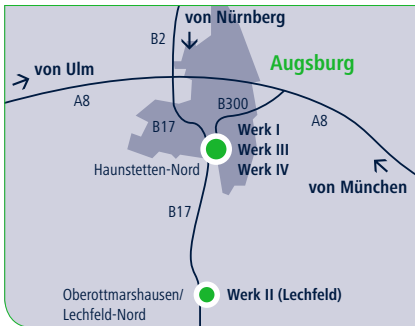 von Nürnberg
B2
von Ulm
Augsburg
A8
B300
B17
A8
Werk I
Werk III
Werk IV
Haunstetten-Nord
von München
B17
Oberottmarshausen/
Lechfeld-Nord
Werk II (Lechfeld)